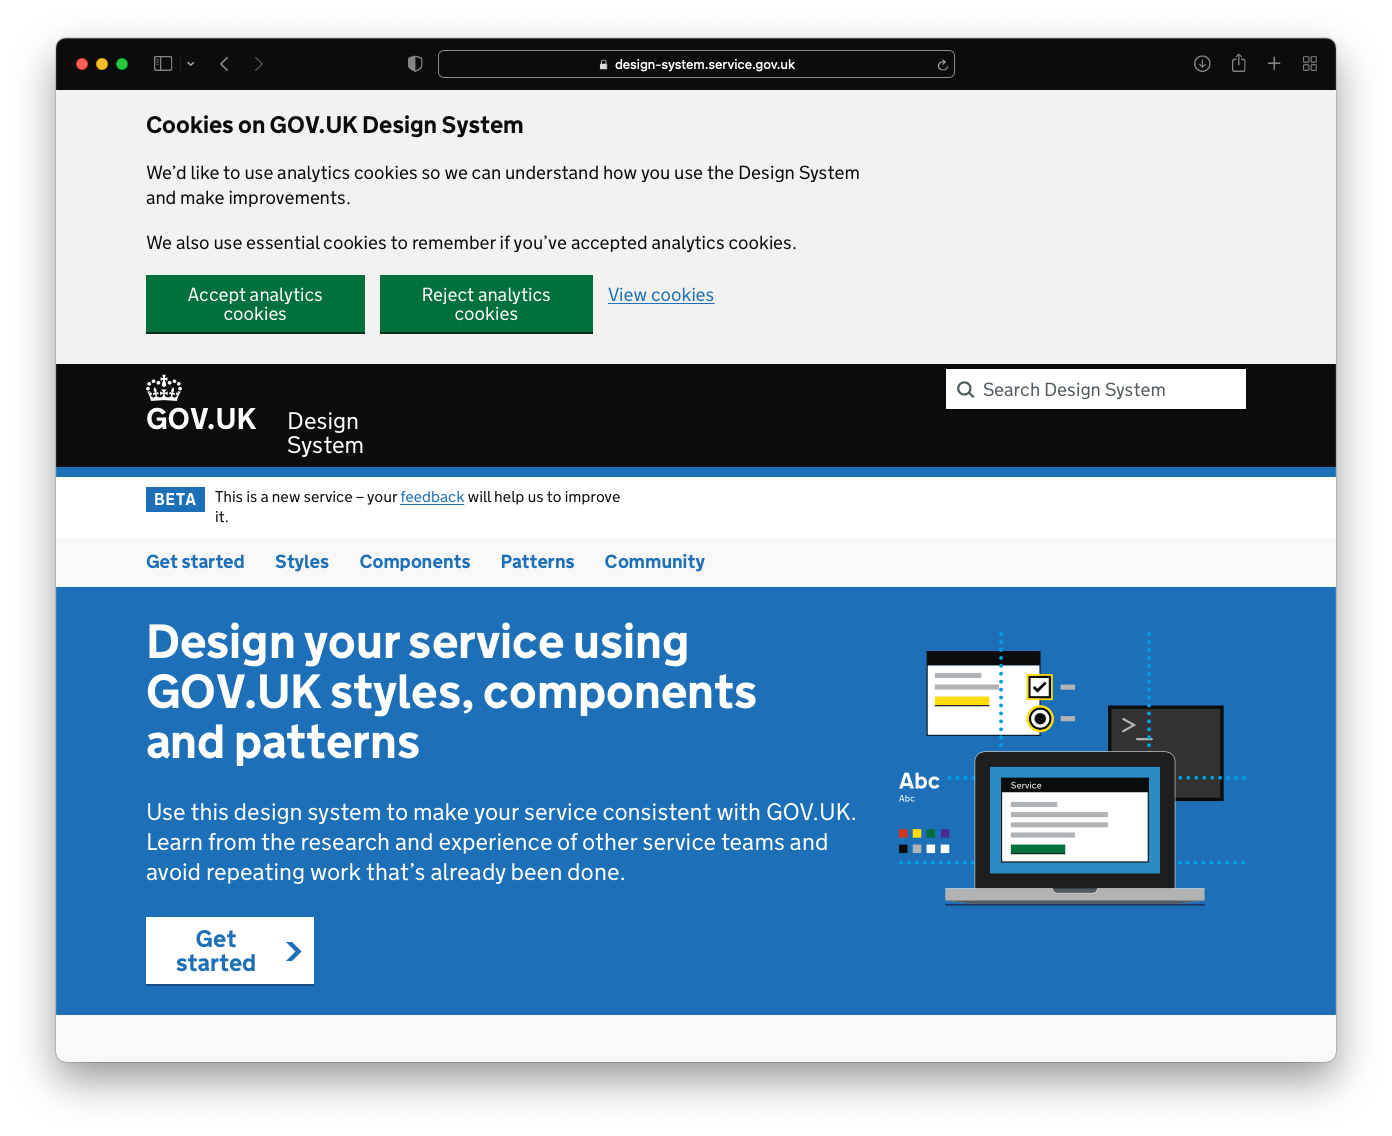 design-system.service.gov.uk
Cookies on GOV.UK Design System
We’d like to use analytics cookies so we can understand how you use the Design System
and make improvements.
We also use essential cookies to remember if you’ve accepted analytics cookies.
Accept analytics
cookies
Reject analytics
cookies
View cookies
GOV.UK
Design
System
Search Design System
BETA
This is a new service – your feedback will help us to improve
it.
Get started
Styles
Components
Patterns
Community
Design your service using
GOV.UK styles, components
and patterns
Use this design system to make your service consistent with GOV.UK.
Learn from the research and experience of other service teams and
avoid repeating work that’s already been done.
Get
started
>_
Abc
Abc
Service